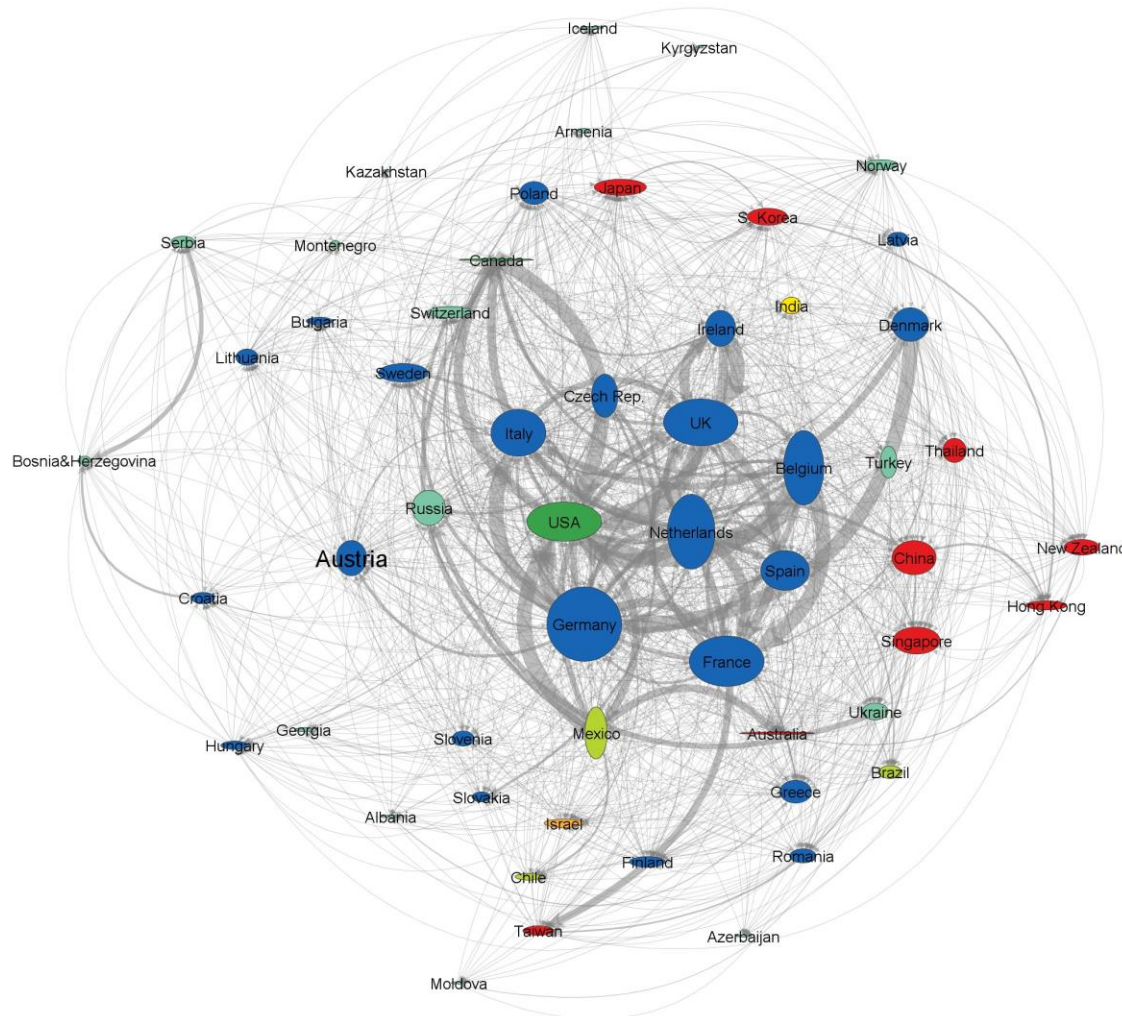 Iceland
Kyrgyzstan
Armenia
Kazakhstan
Norway
Poland
Japan
S. Korea
Latvia
Serbia
Montenegro
Canada
Switzerland
India
Bulgaria
Ireland
Denmark
Lithuania
Sweden
Czech Rep.
UK
Italy
Bosnia&Herzegovina
Belgium
Turkey
Thailand
Russia
USA
Netherlands
Austria
Spain
China
New Zealand
Croatia
Hong Kong
Germany
Singapore
France
Ukraine
Georgia
Mexico
Australia
Hungary
Slovenia
Brazil
Slovakia
Greece
Albania
Israel
Finland
Romania
Chile
Taiwan
Azerbaijan
Moldova